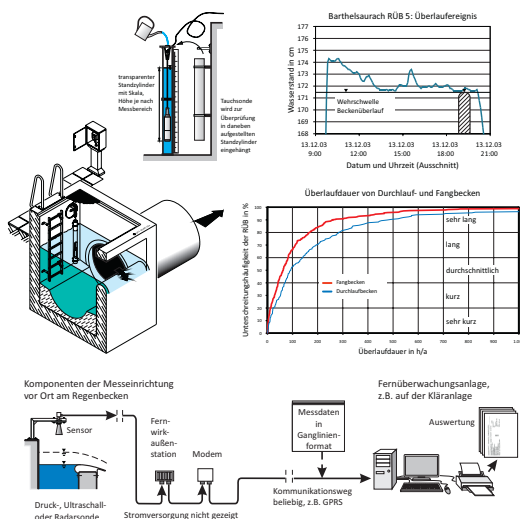 transparenter
Standzylinder
mit Skala,
Höhe je nach
Messbereich
Tauchsonde
wird zur
Überprüfung
in daneben
aufgestellten
Standzylinder
eingehängt
Barthelsaurach RÜB 5: Überlaufereignis
Wasserstand in cm
177
176
175
174
173
172
171
170
169
168
Wehrschwelle
Beckenüberlauf
13.12.03 13.12.03 13.12.03 13.12.03 13.12.03
9:00 12:00 15:00 18:00 21:00
Datum und Uhrzeit (Ausschnitt)
Überlaufdauer von Durchlauf- und Fangbecken
Unterschreitungshäufigkeit der RÜB in %
100
90
80
70
60
50
40
30
20
10
0
sehr lang
lang
durchschnittlich
kurz
sehr kurz
Fangbecken
Durchlaufbecken
0 100 200 300 400 500 600 700 800 900 1.000
Überlaufdauer in h/a
Komponenten der Messeinrichtung
vor Ort am Regenbecken
Sensor
Druck-, Ultraschall-
oder Radarsonde
Fern-
wirk-
außen-
station
Modem
Stromversorgung nicht gezeigt
Messdaten
in
Ganglinien-
format
Kommunikationsweg
beliebig, z.B. GPRS
Fernüberwachungsanlage,
z.B. auf der Kläranlage
Auswertung